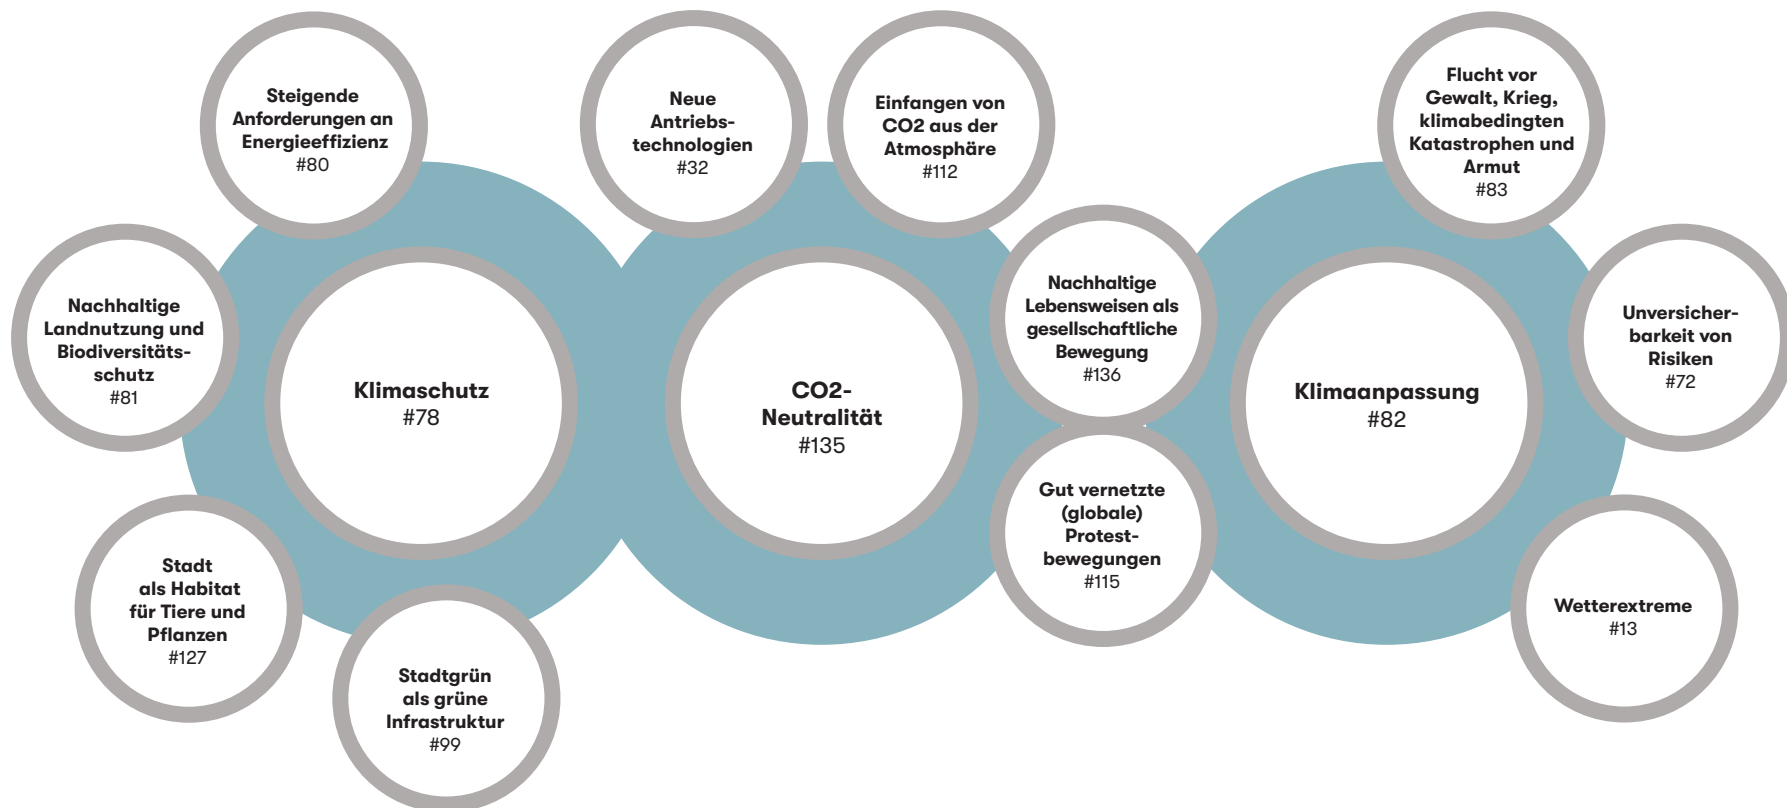 Steigende
Anforderungen an
Energieeffizienz
#80
Neue
Antriebs-
technologien
#32
Einfangen von
CO2 aus der
Atmosphäre
#112
Flucht vor
Gewalt, Krieg,
klimabedingten
Katastrophen und
Armut
#83
Nachhaltige
Landnutzung und
Biodiversitäts-
schutz
#81
Klimaschutz
#78
CO2-
Neutralität
#135
Nachhaltige
Lebensweisen als
gesellschaftliche
Bewegung
#136
Klimaanpassung
#82
Unversicher-
barkeit von
Risiken
#72
Gut vernetzte
(globale)
Protest-
bewegungen
#115
Stadt
als Habitat
für Tiere und
Pflanzen
#127
Stadtgrün
als grüne
Infrastruktur
#99
Wetterextreme
#13